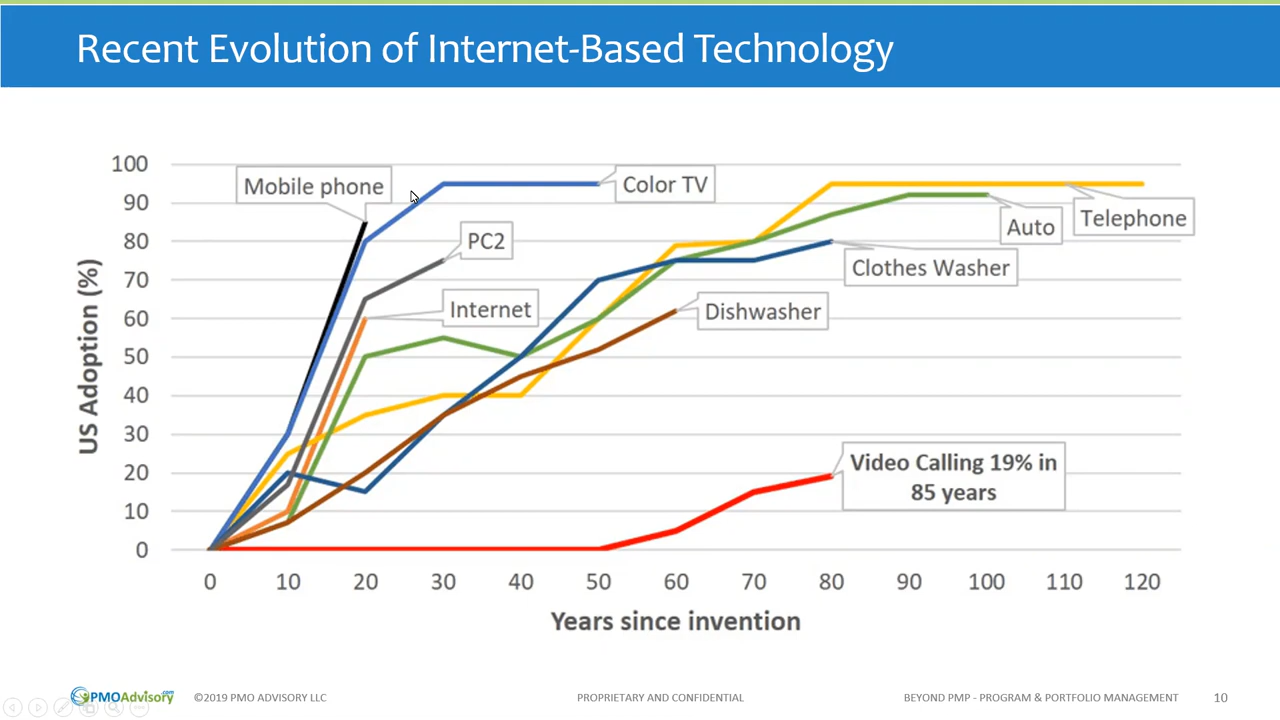 Recent Evolution of Internet-Based Technology
100
90
80
70
60
50
40
30
20
10
0
US Adoption (%)
Mobile phone
Color TV
PC2
Internet
Auto
Telephone
Clothes Washer
Dishwasher
Video Calling 19% in
85 years
0 10 20 30 40 50 60 70 80 90 100 110 120
Years since invention
PMOAdvisory.com
©2019 PMO ADVISORY LLC PROPRIETARY AND CONFIDENTIAL BEYOND PMP - PROGRAM & PORTFOLIO MANAGEMENT 10